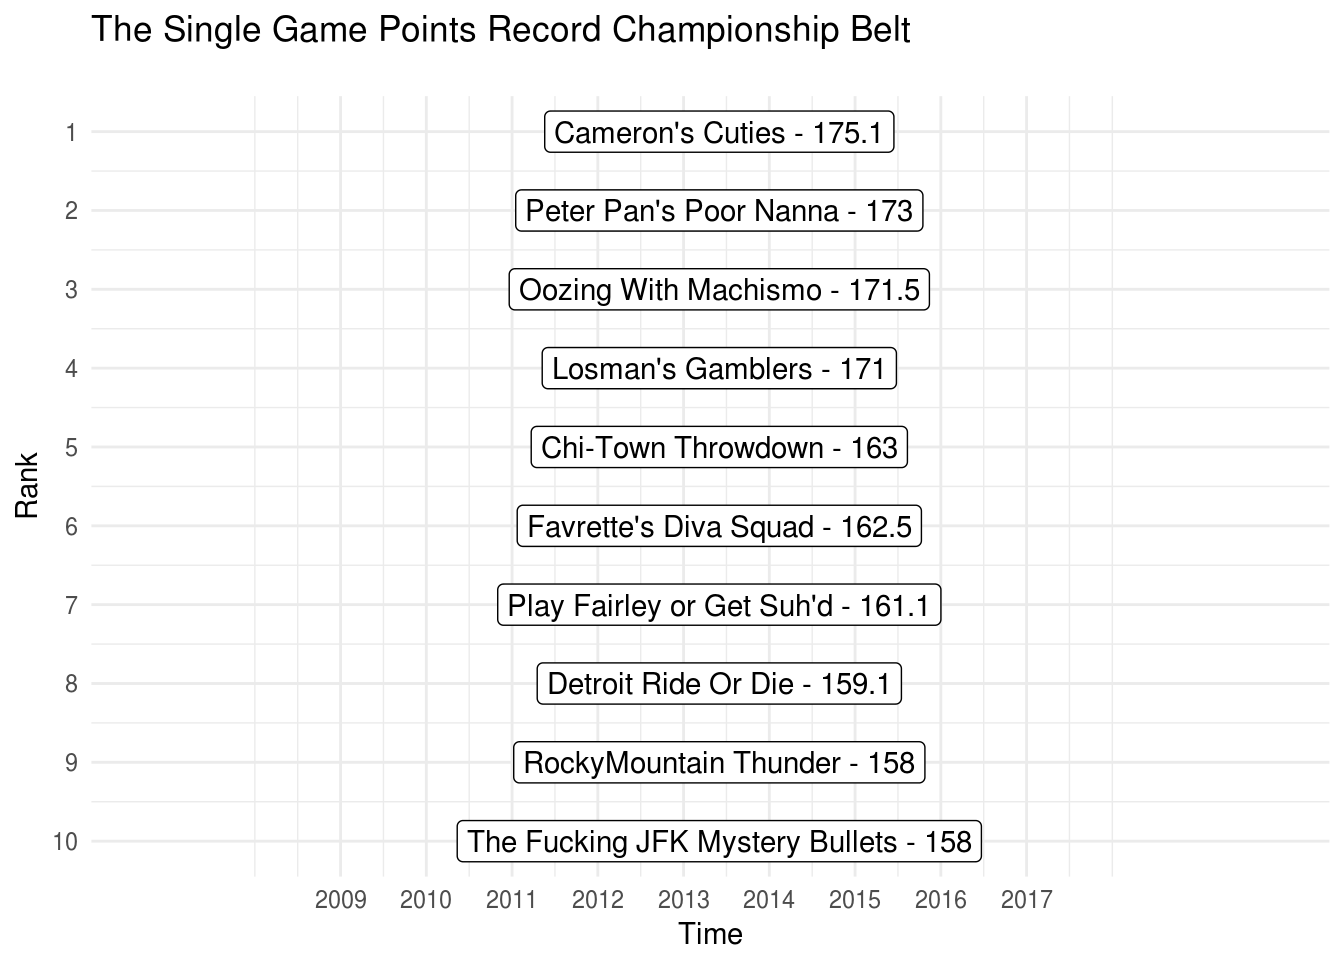 The Single Game Points Record Championship Belt
1
Cameron's Cuties - 175.1
2
Peter Pan's Poor Nanna - 173
3
Oozing With Machismo - 171.5
4
Losman's Gamblers - 171
5
Chi-Town Throwdown - 163
6
Favrette's Diva Squad - 162.5
7
Play Fairley or Get Suh'd - 161.1
8
Detroit Ride Or Die - 159.1
9
RockyMountain Thunder - 158
10
The Fucking JFK Mystery Bullets - 158
Rank
2009 2010 2011 2012 2013 2014 2015 2016 2017
Time